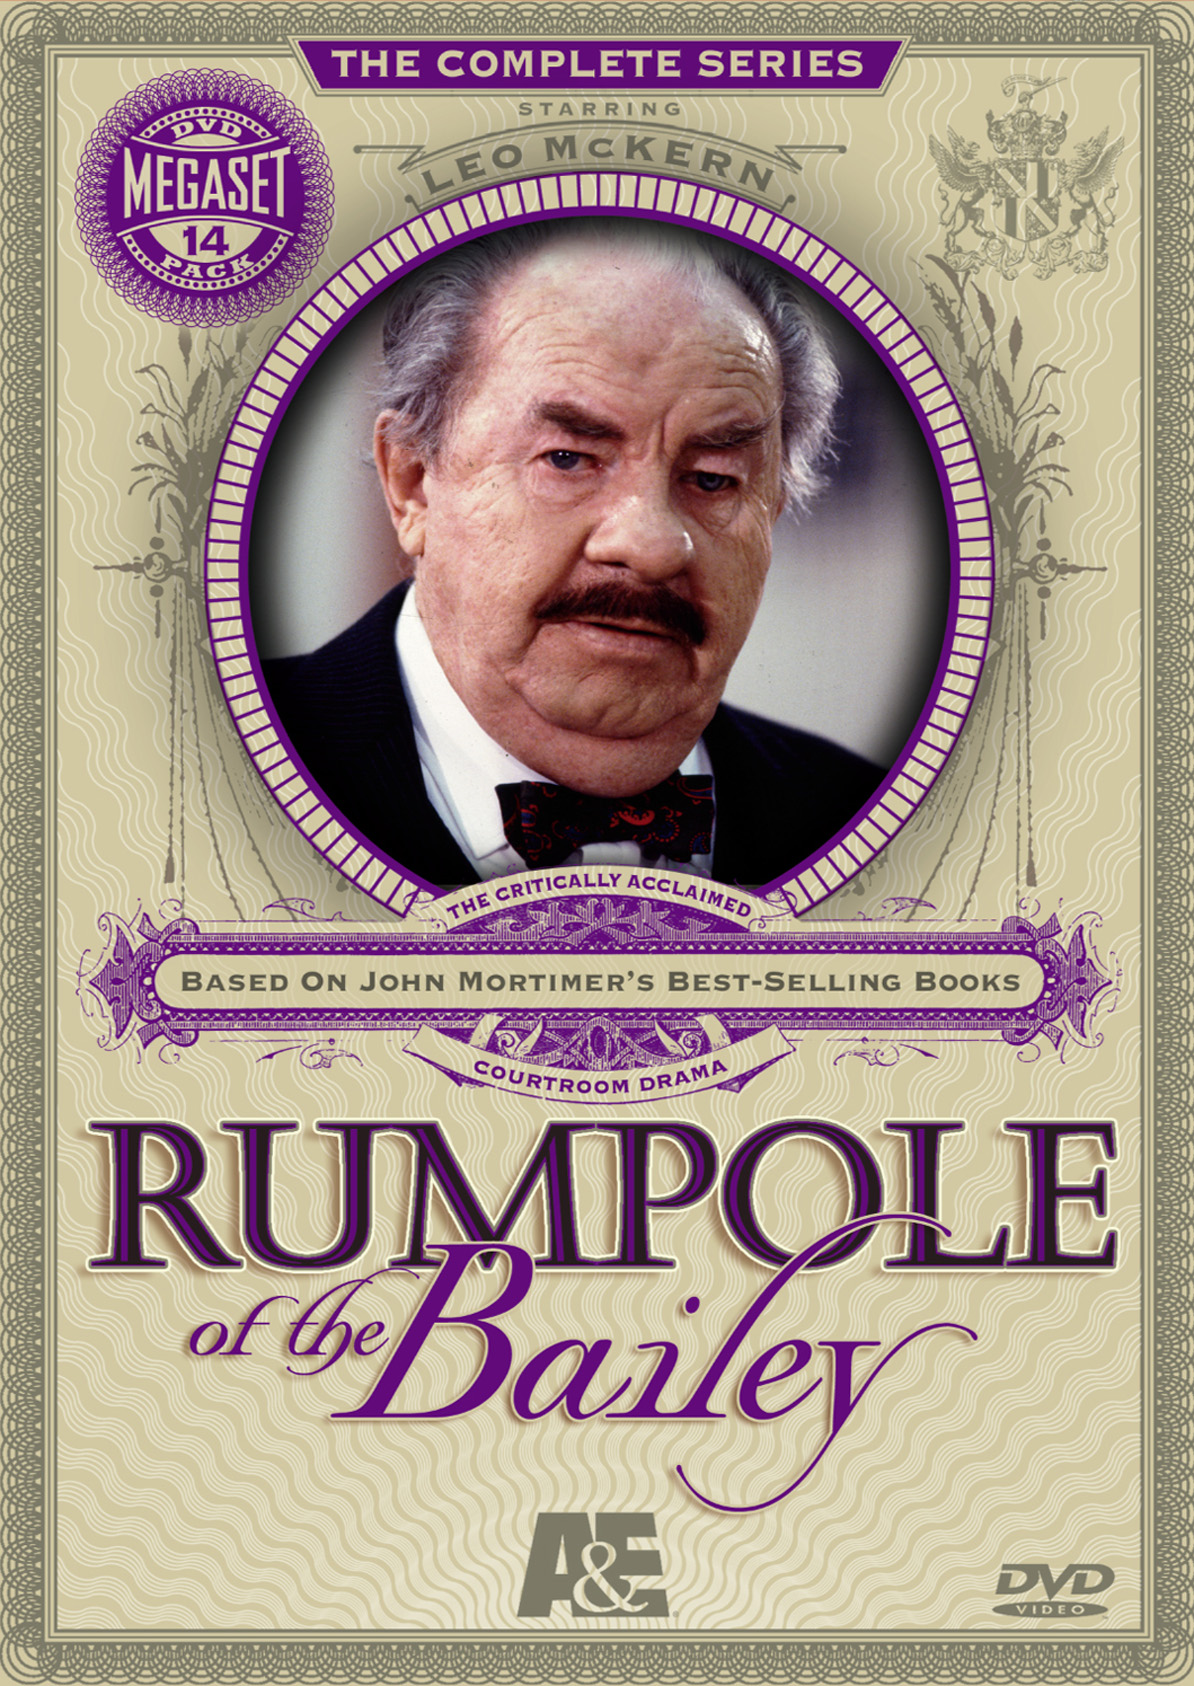 THE COMPLETE SERIES
STARRING
LEO MCKERN
DVD
MEGASET
14
PACK
THE CRITICALLY ACCLAIMED
BASED ON JOHN MORTIMER'S BEST-SELLING BOOKS
COURTROOM DRAMA
RUMPOLE
of the Bailey
A&E
DVD
VIDEO